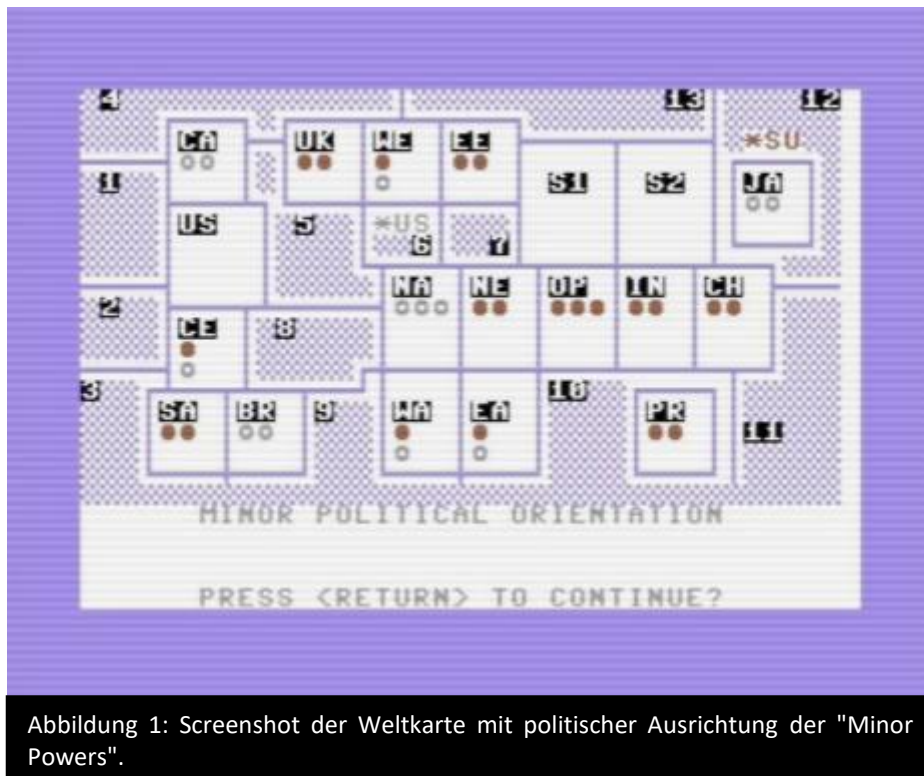 4 13 12
CA UK WE EE *SU
1 S1 S2 JA
US 5 *US
6 7
NA NE OP IN CH
2
CE 8
3 SA BR 9 WA EA 10 PR
11
MINOR POLITICAL ORIENTATION
PRESS <RETURN> TO CONTINUE?
Abbildung 1: Screenshot der Weltkarte mit politischer Ausrichtung der "Minor
Powers".